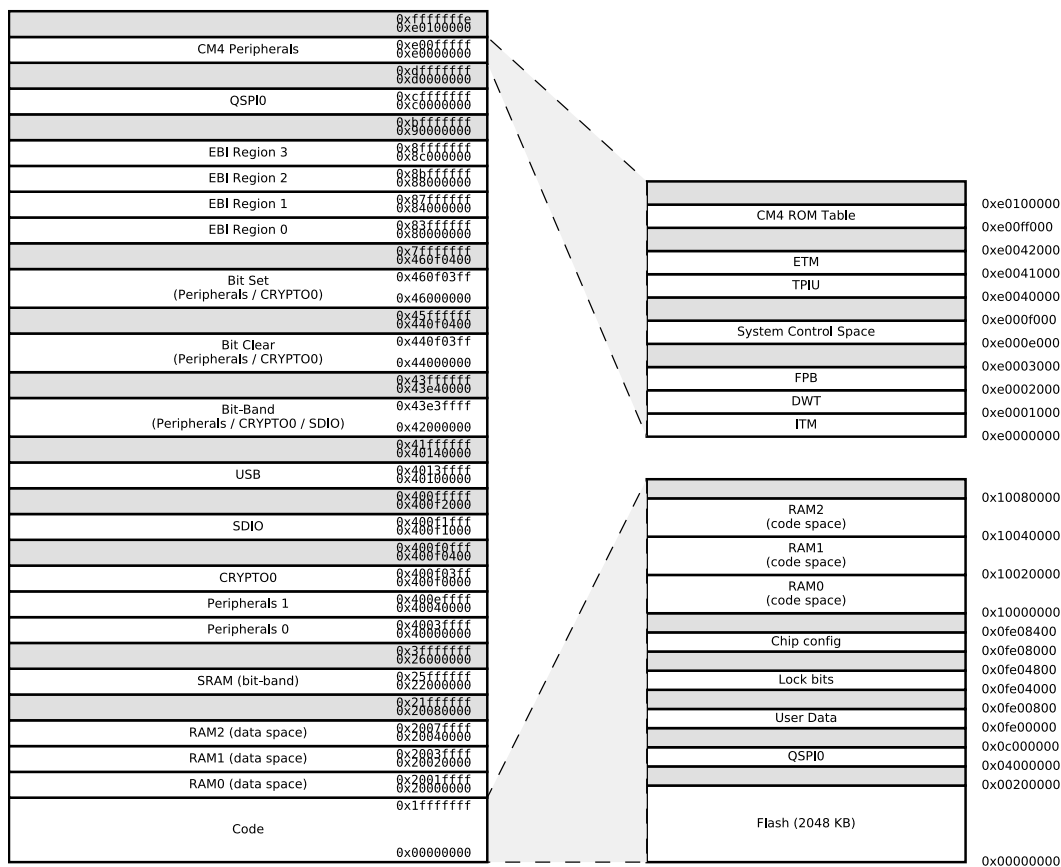 0xfffffffe
0xe0100000
CM4 Peripherals
0xe00fffff
0xe0000000
0xdfffffff
0xd0000000
QSPI0
0xcfffffff
0xc0000000
0xbfffffff
0x90000000
EBI Region 3
0x8fffffff
0x8c000000
EBI Region 2
0x8bffffff
0x88000000
EBI Region 1
0x87ffffff
0x84000000
EBI Region 0
0x83ffffff
0x80000000
0x7fffffff
0x460f0400
Bit Set
(Peripherals / CRYPTO0)
0x460f03ff
0x46000000
0x45ffffff
0x440f0400
Bit Clear
(Peripherals / CRYPTO0)
0x440f03ff
0x44000000
0x43ffffff
0x43e40000
Bit-Band
(Peripherals / CRYPTO0 / SDIO)
0x43e3ffff
0x42000000
0x41ffffff
0x40140000
USB
0x4013ffff
0x40100000
0x400fffff
0x400f2000
SDIO
0x400f1fff
0x400f1000
0x400f0fff
0x400f0400
CRYPTO0
0x400f03ff
0x400f0000
Peripherals 1
0x400effff
0x40040000
Peripherals 0
0x4003ffff
0x40000000
0x3fffffff
0x26000000
SRAM (bit-band)
0x25ffffff
0x22000000
0x21ffffff
0x20080000
RAM2 (data space)
0x2007ffff
0x20040000
RAM1 (data space)
0x2003ffff
0x20020000
RAM0 (data space)
0x2001ffff
0x20000000
Code
0x1fffffff
0x00000000
0xe0100000
CM4 ROM Table
0xe00ff000
0xe0042000
ETM
0xe0041000
TPIU
0xe0040000
0xe000f000
System Control Space
0xe000e000
0xe0003000
FPB
0xe0002000
DWT
0xe0001000
ITM
0xe0000000
0x10080000
RAM2
(code space)
0x10040000
RAM1
(code space)
0x10020000
RAM0
(code space)
0x10000000
0x0fe08400
Chip config
0x0fe08000
0x0fe04800
Lock bits
0x0fe04000
0x0fe00800
User Data
0x0fe00000
0x0c000000
QSPI0
0x04000000
0x00200000
Flash (2048 KB)
0x00000000